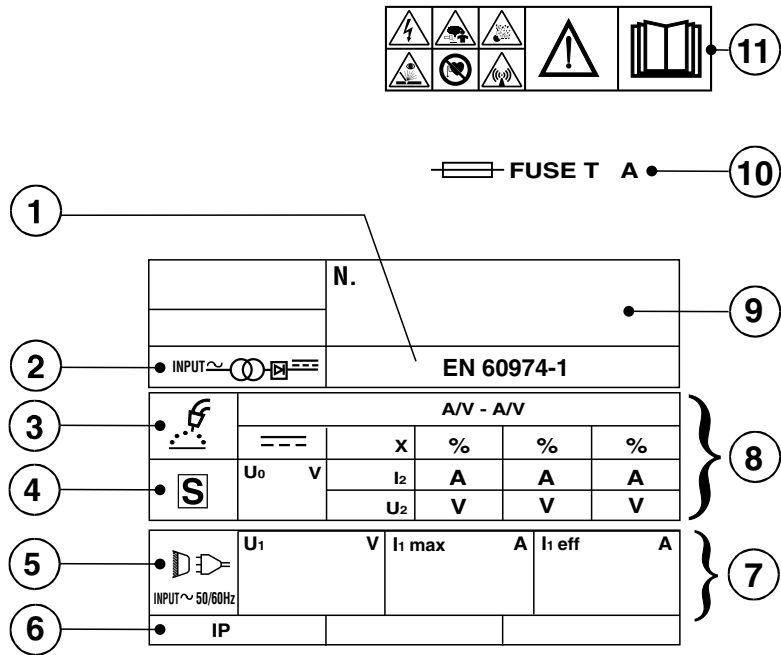 11
FUSE T A
10
1
N.
9
2
INPUT
EN 60974-1
3
A/V - A/V
X % % %
8
4
S
U0 V
I2 A A A
U2 V V V
5
U1 V
I1 max A
I1 eff A
7
INPUT~ 50/60Hz
6
IP